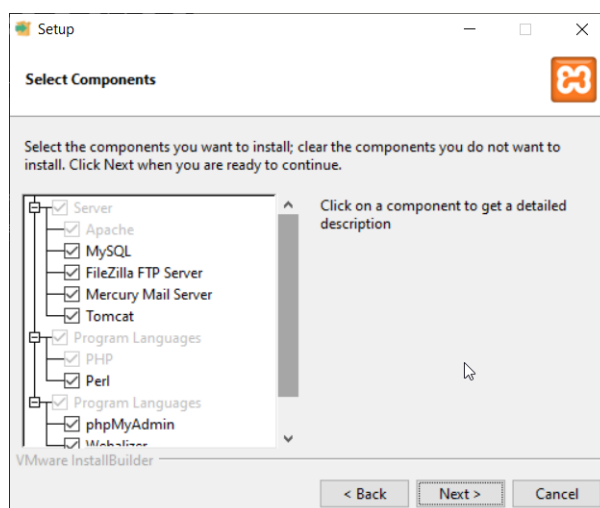 Setup
Select Components
Select the components you want to install; clear the components you do not want to
install. Click Next when you are ready to continue.
Server
Apache
MySQL
FileZilla FTP Server
Mercury Mail Server
Tomcat
Program Languages
PHP
Perl
Program Languages
phpMyAdmin
Webalizer
Click on a component to get a detailed
description
VMware InstallBuilder
< Back
Next >
Cancel